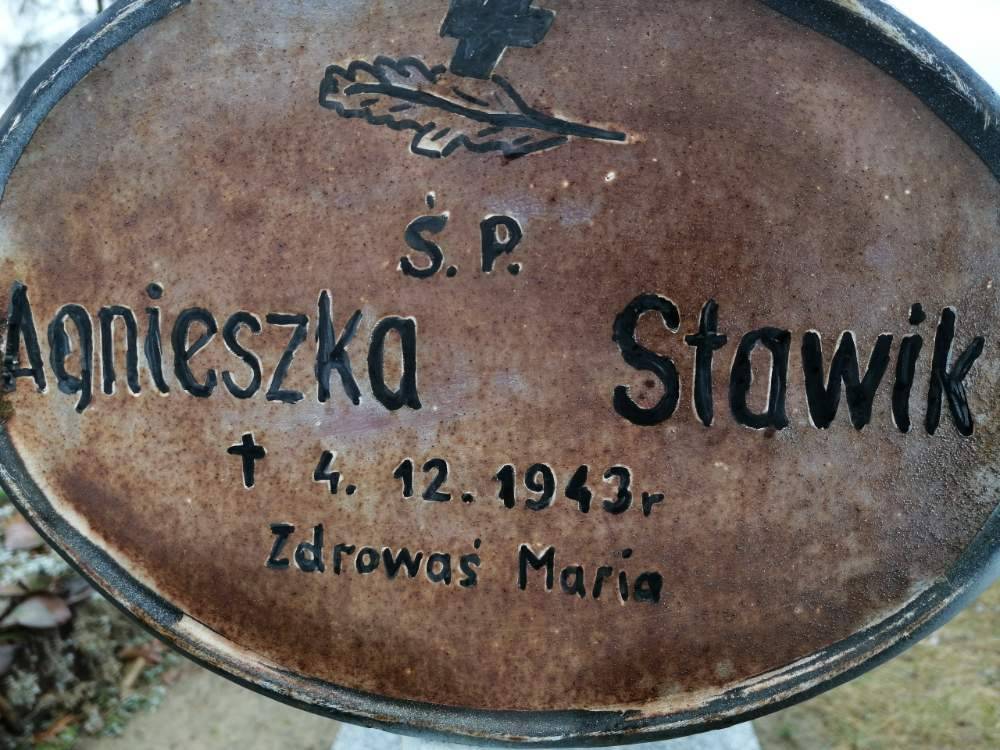 Ś. P.
Agnieszka Stawik
✝ 4. 12. 1943r
Zdrowaś Maria